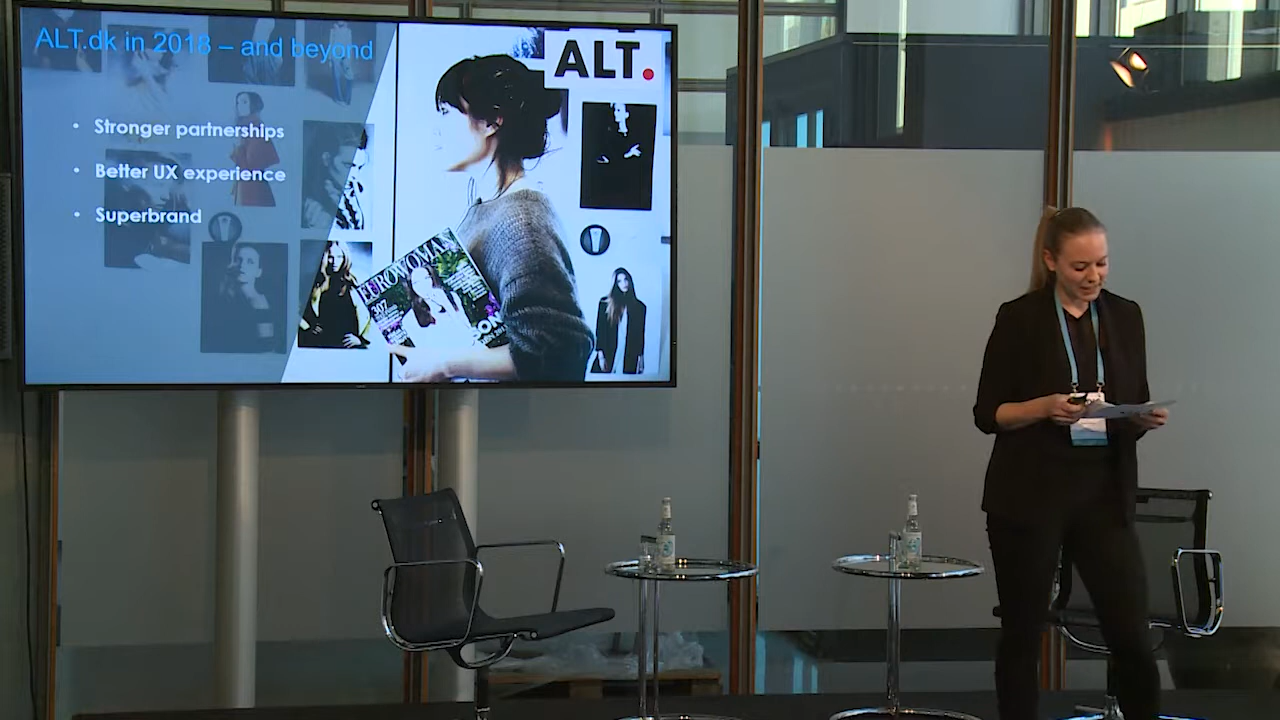 ALT.dk in 2018 – and beyond
ALT.
• Stronger partnerships
• Better UX experience
• Superbrand
EUROWOMAN